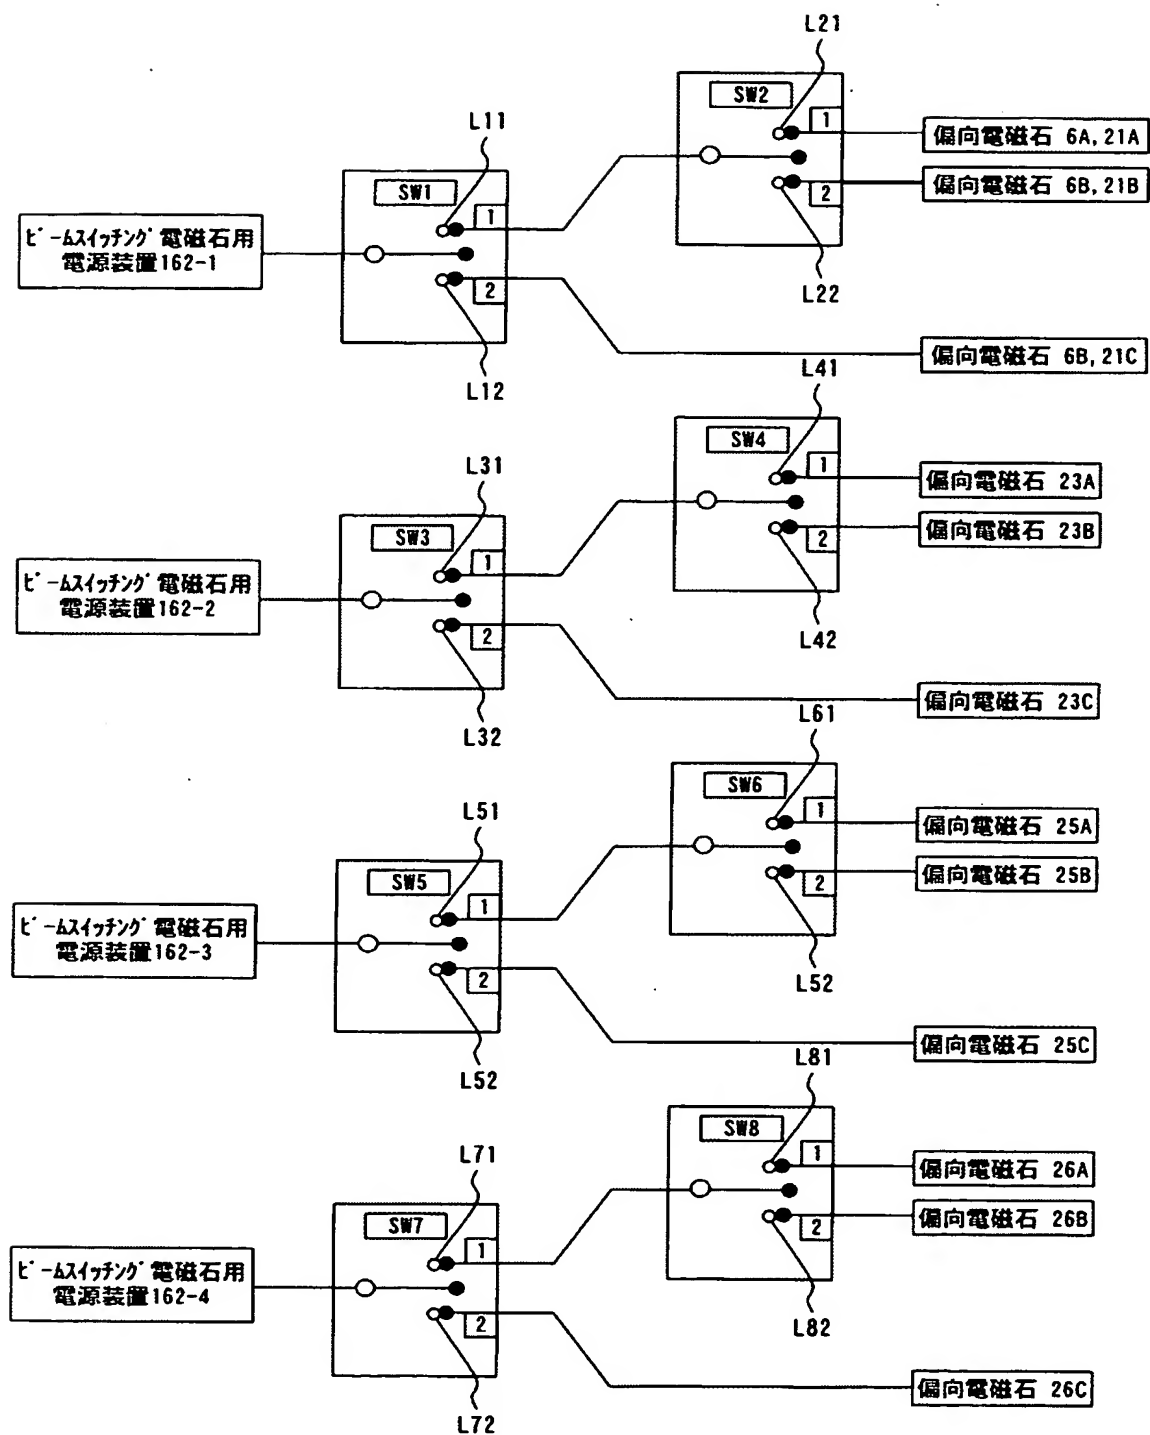 L21
SW2
1
偏向電磁石 6A,21A
2
偏向電磁石 6B,21B
L22
L11
SW1
1
ビームスイッチング電磁石用
電源装置162-1
2
L12
偏向電磁石 6B,21C
L41
SW4
1
偏向電磁石 23A
2
偏向電磁石 23B
L42
L31
SW3
1
ビームスイッチング電磁石用
電源装置162-2
2
L32
偏向電磁石 23C
L61
SW6
1
偏向電磁石 25A
2
偏向電磁石 25B
L52
L51
SW5
1
ビームスイッチング電磁石用
電源装置162-3
2
L52
偏向電磁石 25C
L81
SW8
1
偏向電磁石 26A
2
偏向電磁石 26B
L82
L71
SW7
1
ビームスイッチング電磁石用
電源装置162-4
2
L72
偏向電磁石 26C